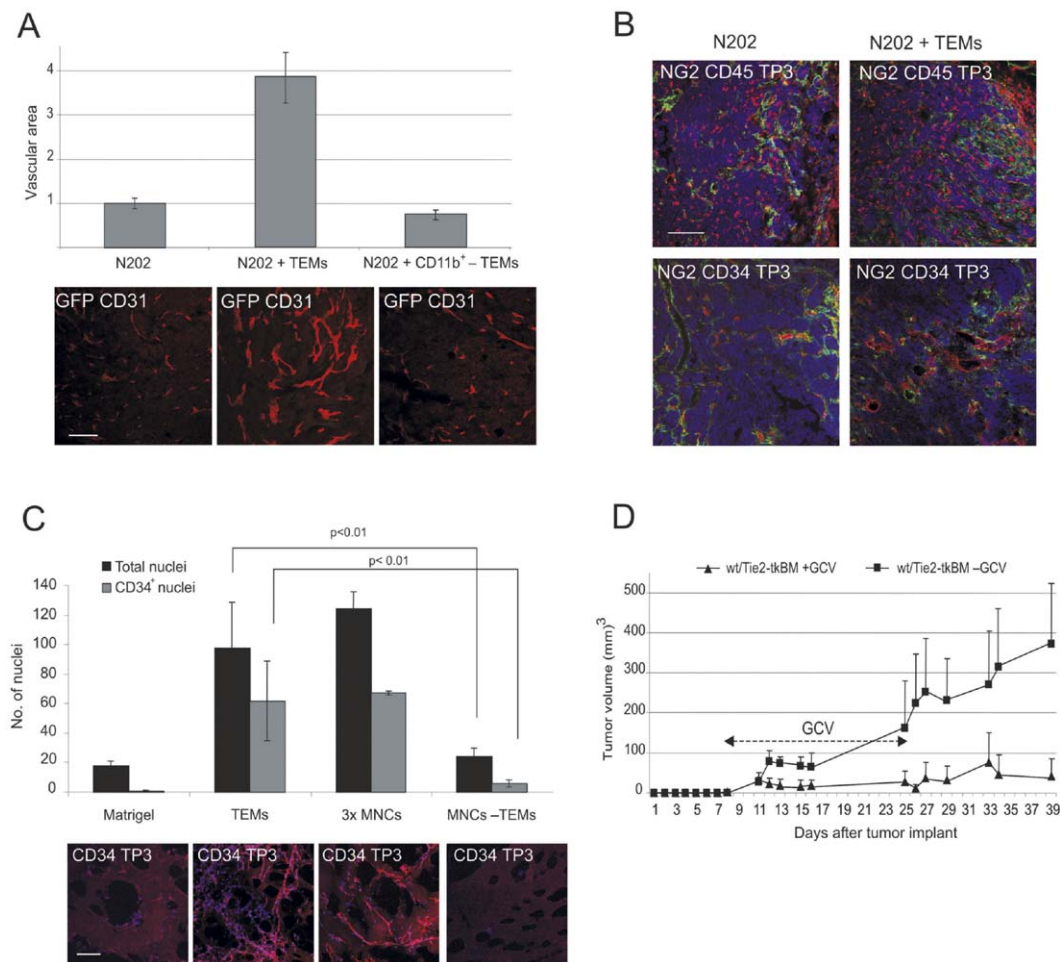 A
Vascular area
4
3
2
1
N202
N202 + TEMs
N202 + CD11b⁺ – TEMs
GFP CD31
GFP CD31
GFP CD31
B
N202
N202 + TEMs
NG2 CD45 TP3
NG2 CD45 TP3
NG2 CD34 TP3
NG2 CD34 TP3
C
p<0.01
p< 0.01
Total nuclei
CD34⁺ nuclei
No. of nuclei
140
120
100
80
60
40
20
0
Matrigel
TEMs
3x MNCs
MNCs –TEMs
CD34 TP3
CD34 TP3
CD34 TP3
CD34 TP3
D
wt/Tie2-tkBM +GCV
wt/Tie2-tkBM –GCV
Tumor volume (mm)³
500
400
300
200
100
0
GCV
1 3 5 7 9 11 13 15 17 19 21 23 25 27 29 31 33 35 37 39
Days after tumor implant